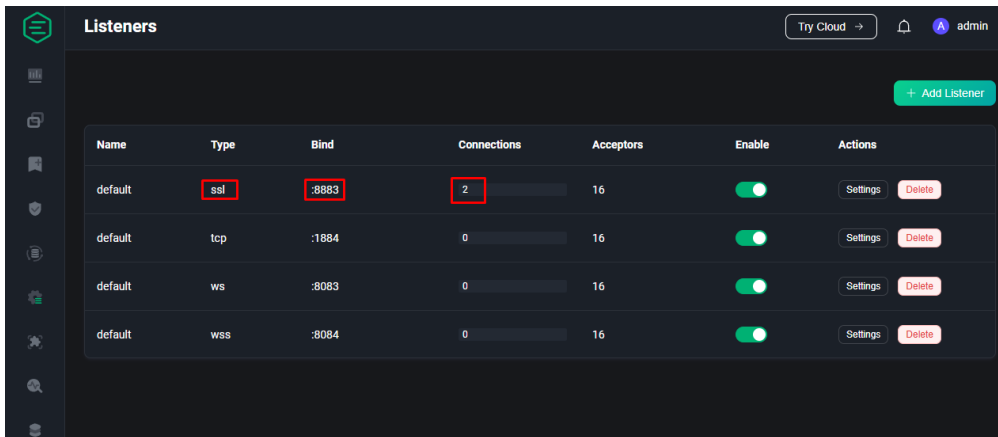 Listeners Try Cloud → A admin
+ Add Listener
Name Type Bind Connections Acceptors Enable Actions
default ssl :8883 2 16 Settings Delete
default tcp :1884 0 16 Settings Delete
default ws :8083 0 16 Settings Delete
default wss :8084 0 16 Settings Delete